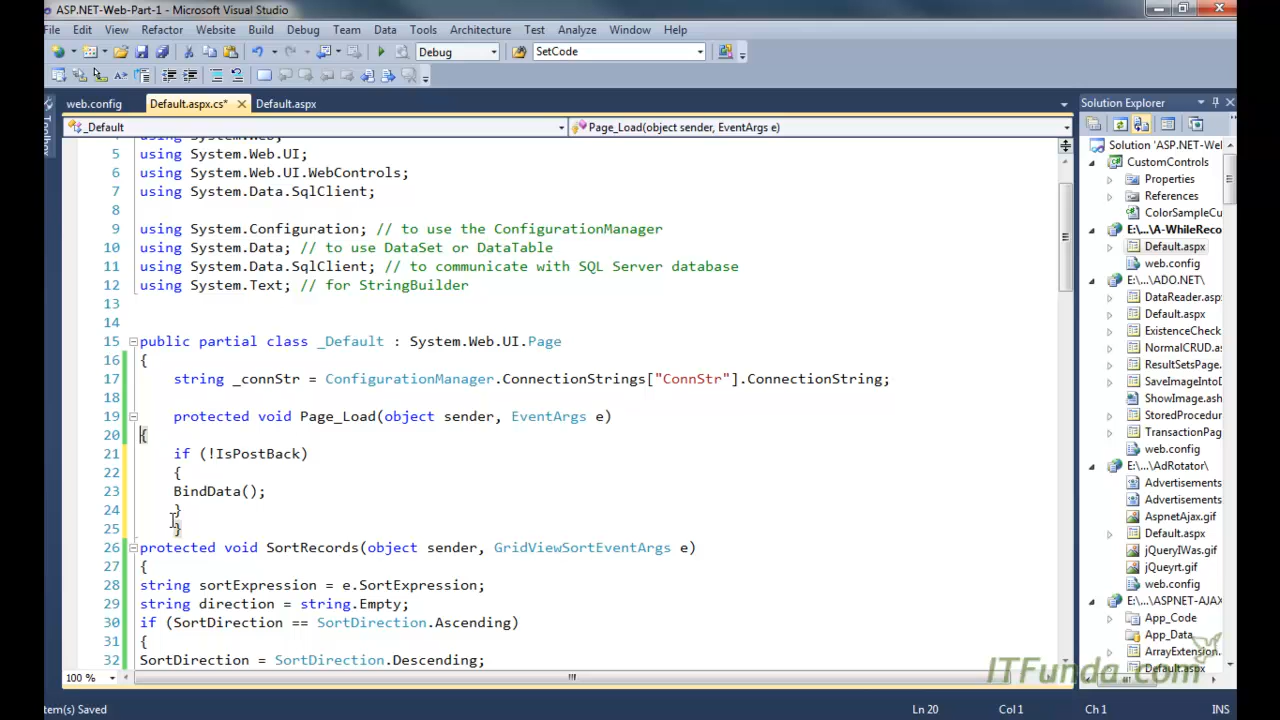 ASP.NET-Web-Part-1 - Microsoft Visual Studio
File Edit View Refactor Website Build Debug Team Data Tools Architecture Test Analyze Window Help
Debug SetCode
web.config Default.aspx.cs* Default.aspx
_Default Page_Load(object sender, EventArgs e)
5 using System.Web.UI;
6 using System.Web.UI.WebControls;
7 using System.Data.SqlClient;
8
9 using System.Configuration; // to use the ConfigurationManager
10 using System.Data; // to use DataSet or DataTable
11 using System.Data.SqlClient; // to communicate with SQL Server database
12 using System.Text; // for StringBuilder
13
14
15 public partial class _Default : System.Web.UI.Page
16 {
17 string _connStr = ConfigurationManager.ConnectionStrings["ConnStr"].ConnectionString;
18
19 protected void Page_Load(object sender, EventArgs e)
20 {
21 if (!IsPostBack)
22 {
23 BindData();
24 }
25 }
26 protected void SortRecords(object sender, GridViewSortEventArgs e)
27 {
28 string sortExpression = e.SortExpression;
29 string direction = string.Empty;
30 if (SortDirection == SortDirection.Ascending)
31 {
32 SortDirection = SortDirection.Descending;
100 %
Solution Explorer
Solution 'ASP.NET-We
CustomControls
Properties
References
ColorSampleCu
E:\...\A-WhileReco
Default.aspx
web.config
E:\...\ADO.NET\
DataReader.asp
Default.aspx
ExistenceCheck
NormalCRUD.as
ResultSetsPage.
SaveImageIntoD
ShowImage.ash
StoredProcedur
TransactionPag
web.config
E:\...\AdRotator\
Advertisements
Advertisements
AspnetAjax.gif
Default.aspx
jQueryIWas.gif
jQueyrt.gif
web.config
E:\...\ASPNET-AJAX
App_Code
App_Data
ArrayExtension.
Default.aspx
ITFunda.com
tem(s) Saved Ln 20 Col 1 Ch 1 INS